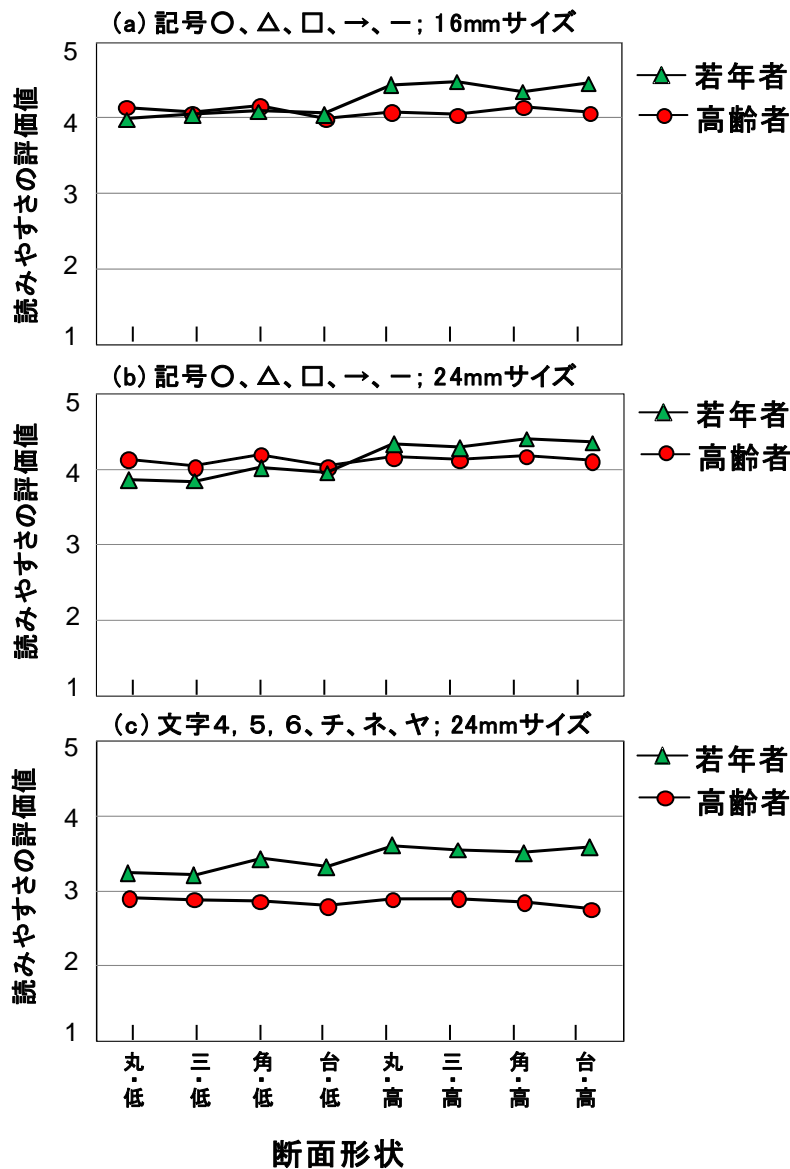 (a) 記号〇、△、□、→、－; 16mmサイズ
5
4
3
2
1
読みやすさの評価値
若年者
高齢者
(b) 記号〇、△、□、→、－; 24mmサイズ
5
4
3
2
1
読みやすさの評価値
若年者
高齢者
(c) 文字4, 5, 6、チ、ネ、ヤ; 24mmサイズ
5
4
3
2
1
読みやすさの評価値
若年者
高齢者
丸・低
三・低
角・低
台・低
丸・高
三・高
角・高
台・高
断面形状